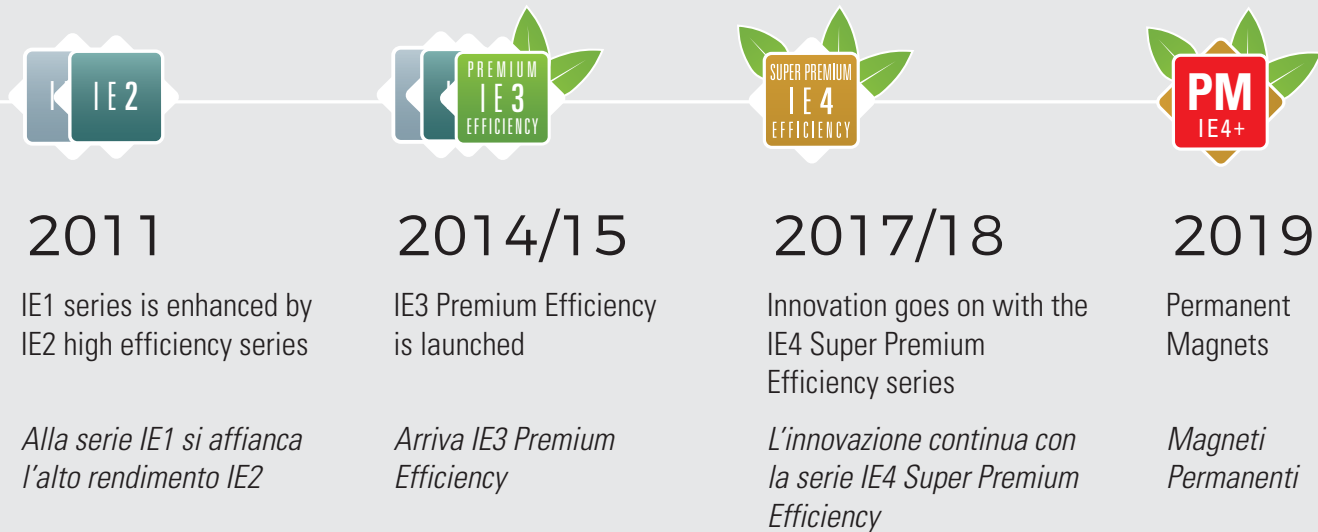 IE2
PREMIUM
IE3
EFFICIENCY
SUPER PREMIUM
IE4
EFFICIENCY
PM
IE4+
2011
IE1 series is enhanced by
IE2 high efficiency series
Alla serie IE1 si affianca
l'alto rendimento IE2
2014/15
IE3 Premium Efficiency
is launched
Arriva IE3 Premium
Efficiency
2017/18
Innovation goes on with the
IE4 Super Premium
Efficiency series
L'innovazione continua con
la serie IE4 Super Premium
Efficiency
2019
Permanent
Magnets
Magneti
Permanenti